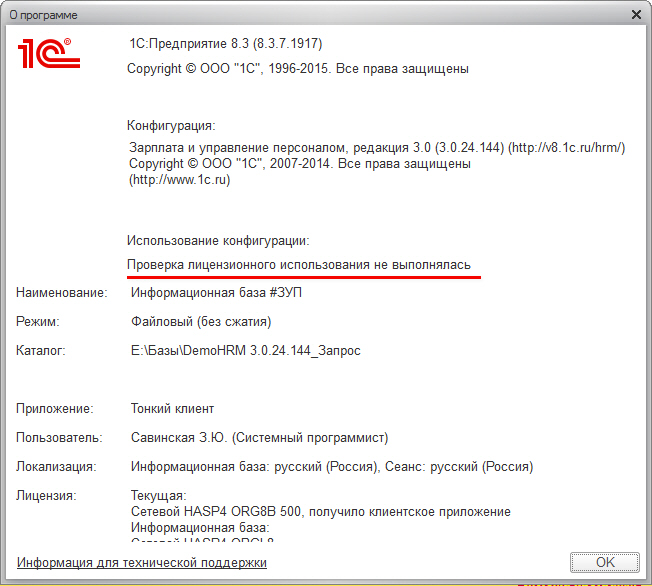 О программе
1С®
1С:Предприятие 8.3 (8.3.7.1917)
Copyright © ООО "1С", 1996-2015. Все права защищены
Конфигурация:
Зарплата и управление персоналом, редакция 3.0 (3.0.24.144) (http://v8.1c.ru/hrm/)
Copyright © ООО "1С", 2007-2014. Все права защищены
(http://www.1c.ru)
Использование конфигурации:
Проверка лицензионного использования не выполнялась
Наименование: Информационная база #ЗУП
Режим: Файловый (без сжатия)
Каталог: E:\Базы\DemoHRM 3.0.24.144_Запрос
Приложение: Тонкий клиент
Пользователь: Савинская З.Ю. (Системный программист)
Локализация: Информационная база: русский (Россия), Сеанс: русский (Россия)
Лицензия: Текущая:
Сетевой HASP4 ORG8B 500, получило клиентское приложение
Информационная база:
Информация для технической поддержки
OK